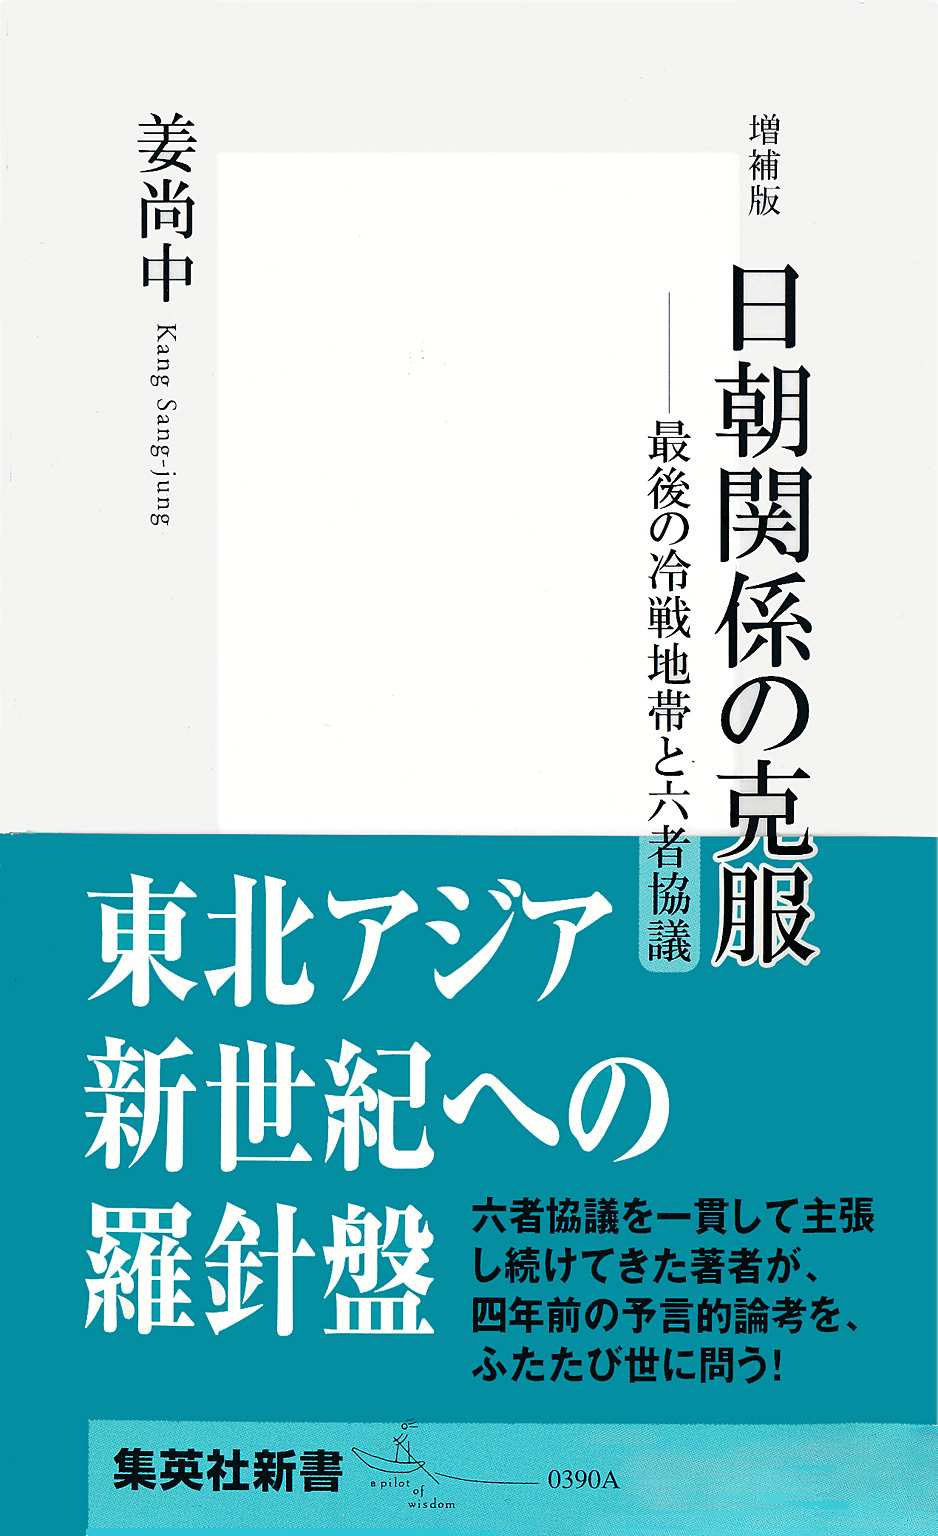 増補版
日朝関係の克服
――最後の冷戦地帯と六者協議
姜尚中
Kang Sang-jung
東北アジア
新世紀への
羅針盤
六者協議を一貫して主張
し続けてきた著者が、
四年前の予言的論考を、
ふたたび世に問う!
集英社新書
a pilot
of
wisdom
0390A